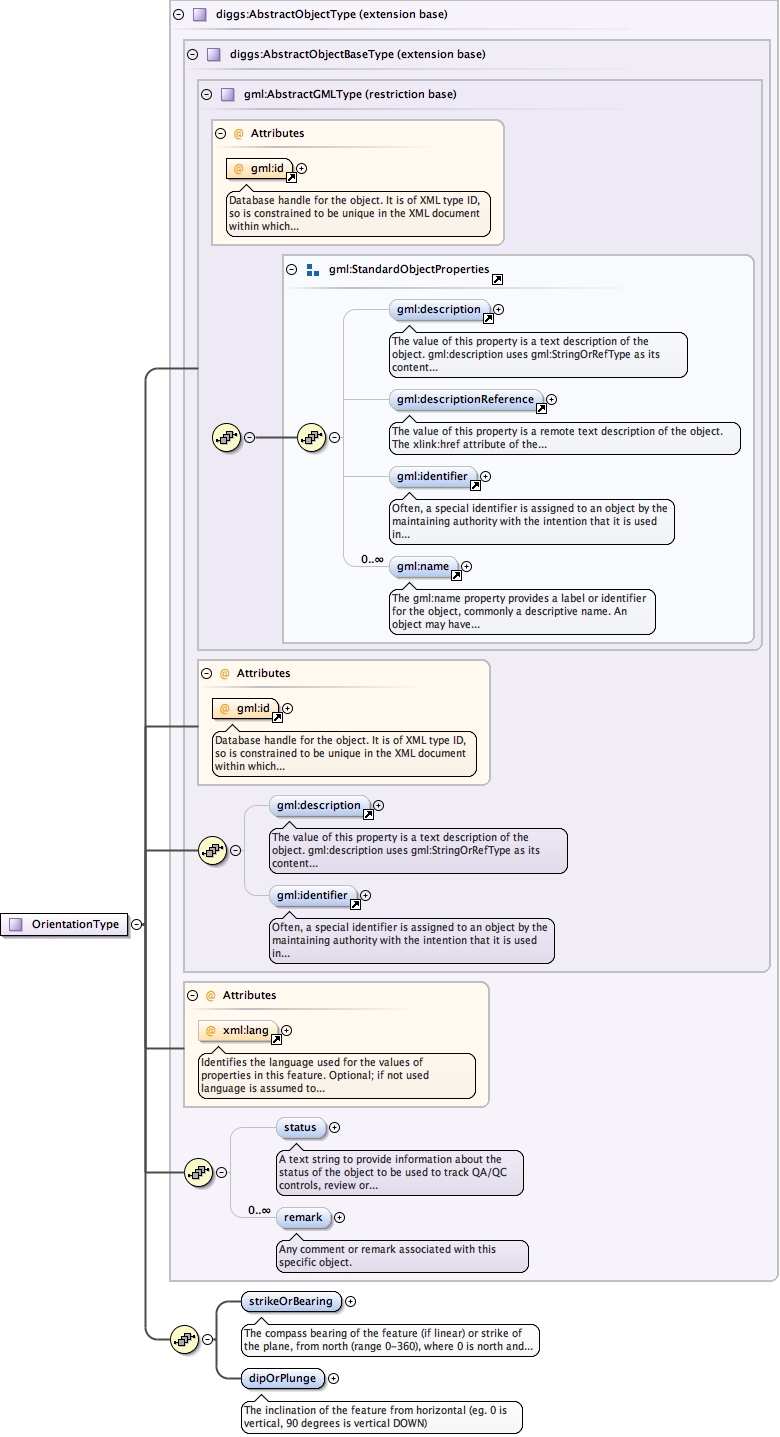 diggs:AbstractObjectType (extension base)
diggs:AbstractObjectBaseType (extension base)
gml:AbstractGMLType (restriction base)
@ Attributes
@ gml:id
Database handle for the object. It is of XML type ID,
so is constrained to be unique in the XML document
within which...
gml:StandardObjectProperties
gml:description
The value of this property is a text description of the
object. gml:description uses gml:StringOrRefType as its
content...
gml:descriptionReference
The value of this property is a remote text description of the object.
The xlink:href attribute of the...
gml:identifier
Often, a special identifier is assigned to an object by the
maintaining authority with the intention that it is used
in...
0..∞
gml:name
The gml:name property provides a label or identifier
for the object, commonly a descriptive name. An
object may have...
@ Attributes
@ gml:id
Database handle for the object. It is of XML type ID,
so is constrained to be unique in the XML document
within which...
gml:description
The value of this property is a text description of the
object. gml:description uses gml:StringOrRefType as its
content...
gml:identifier
Often, a special identifier is assigned to an object by the
maintaining authority with the intention that it is used
in...
OrientationType
@ Attributes
@ xml:lang
Identifies the language used for the values of
properties in this feature. Optional; if not used
language is assumed to...
status
A text string to provide information about the
status of the object to be used to track QA/QC
controls, review or...
0..∞
remark
Any comment or remark associated with this
specific object.
strikeOrBearing
The compass bearing of the feature (if linear) or strike of
the plane, from north (range 0-360), where 0 is north and...
dipOrPlunge
The inclination of the feature from horizontal (eg. 0 is
vertical, 90 degrees is vertical DOWN)